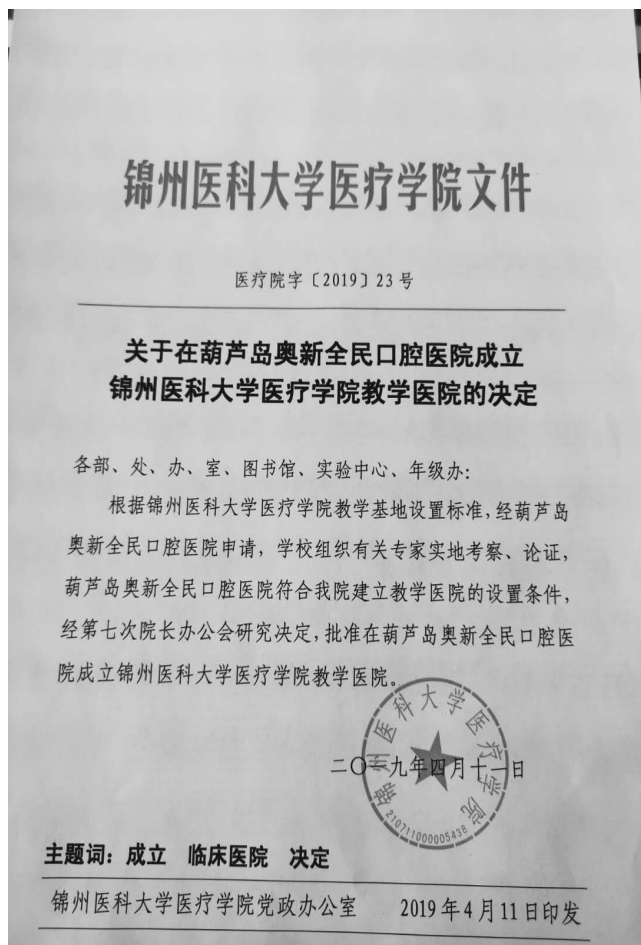 锦州医科大学医疗学院文件
医疗院字〔2019〕23号
关于在葫芦岛奥新全民口腔医院成立
锦州医科大学医疗学院教学医院的决定
各部、处、办、室、图书馆、实验中心、年级办：
根据锦州医科大学医疗学院教学基地设置标准，经葫芦岛
奥新全民口腔医院申请，学校组织有关专家实地考察、论证，
葫芦岛奥新全民口腔医院符合我院建立教学医院的设置条件，
经第七次院长办公会研究决定，批准在葫芦岛奥新全民口腔医
院成立锦州医科大学医疗学院教学医院。
二〇一九年四月十一日
锦州医科大学医疗学院
210711000005438
主题词：成立 临床医院 决定
锦州医科大学医疗学院党政办公室 2019年4月11日印发